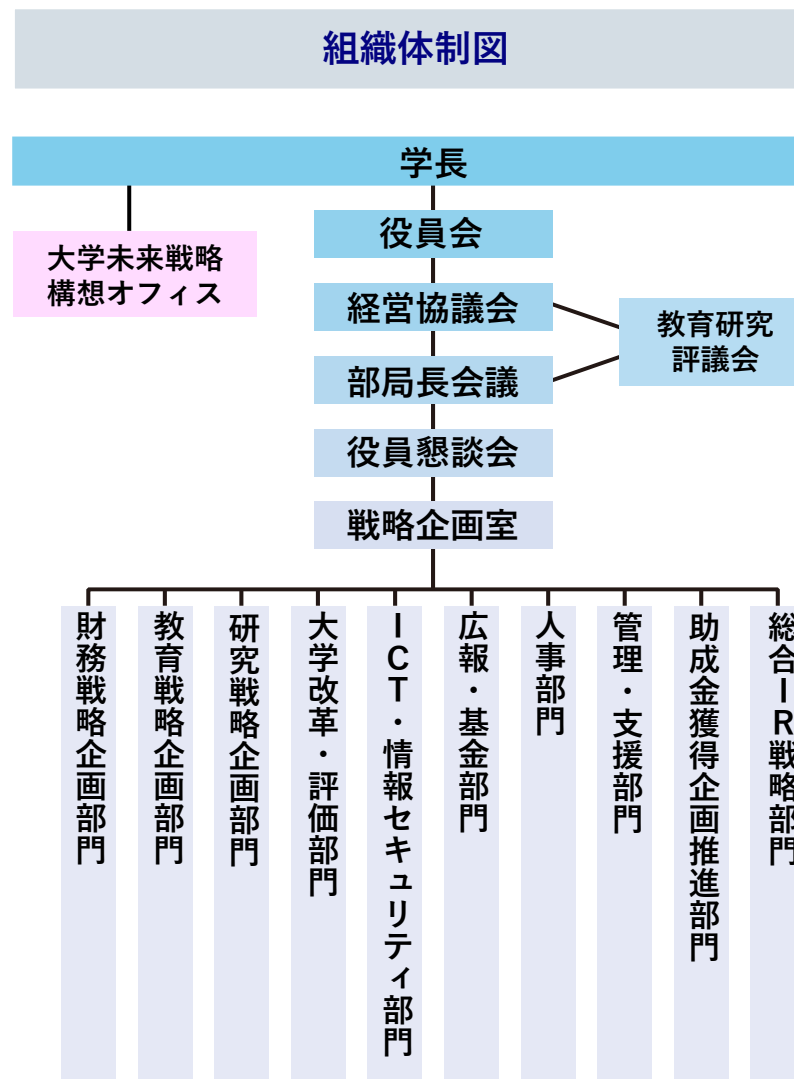 組織体制図
学長
役員会
大学未来戦略
構想オフィス
経営協議会
教育研究
評議会
部局長会議
役員懇談会
戦略企画室
財務戦略企画部門
教育戦略企画部門
研究戦略企画部門
大学改革・評価部門
ICT・情報セキュリティ部門
広報・基金部門
人事部門
管理・支援部門
助成金獲得企画推進部門
総合IR戦略部門